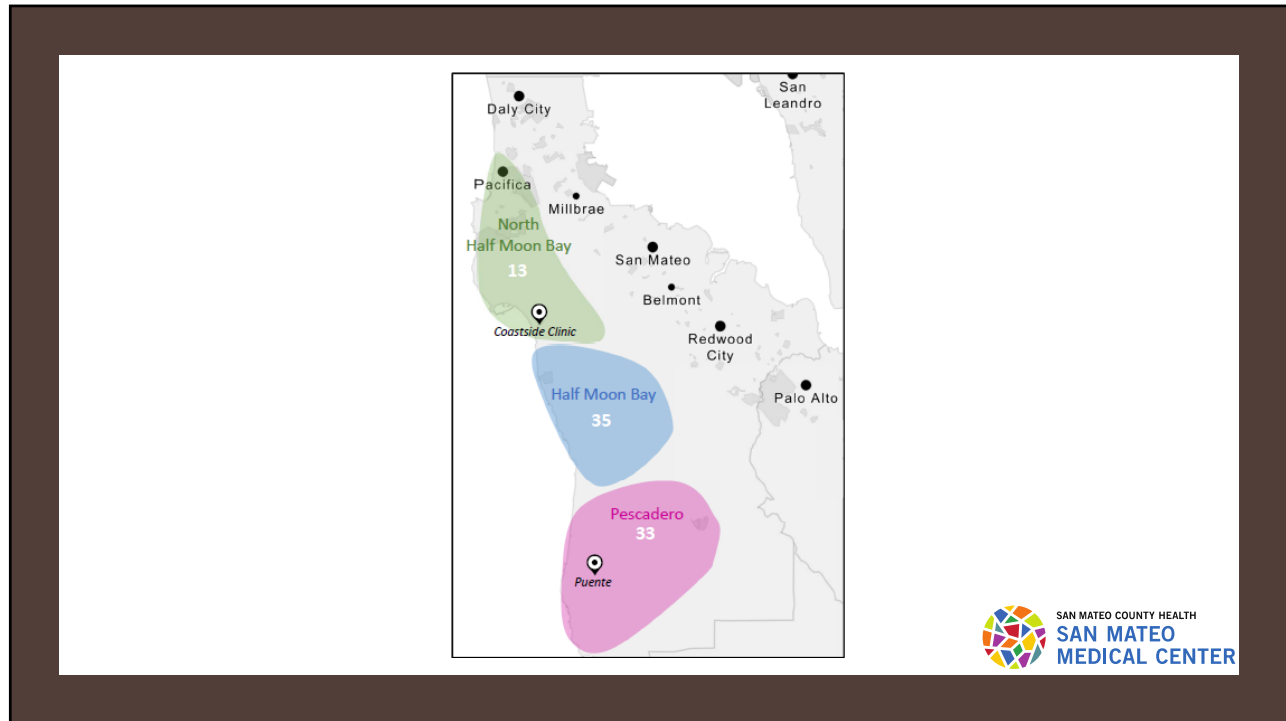 Daly City
San
Leandro
Pacifica
Millbrae
North
Half Moon Bay
13
San Mateo
Belmont
Coastside Clinic
Redwood
City
Half Moon Bay
35
Palo Alto
Pescadero
33
Puente
SAN MATEO COUNTY HEALTH
SAN MATEO
MEDICAL CENTER